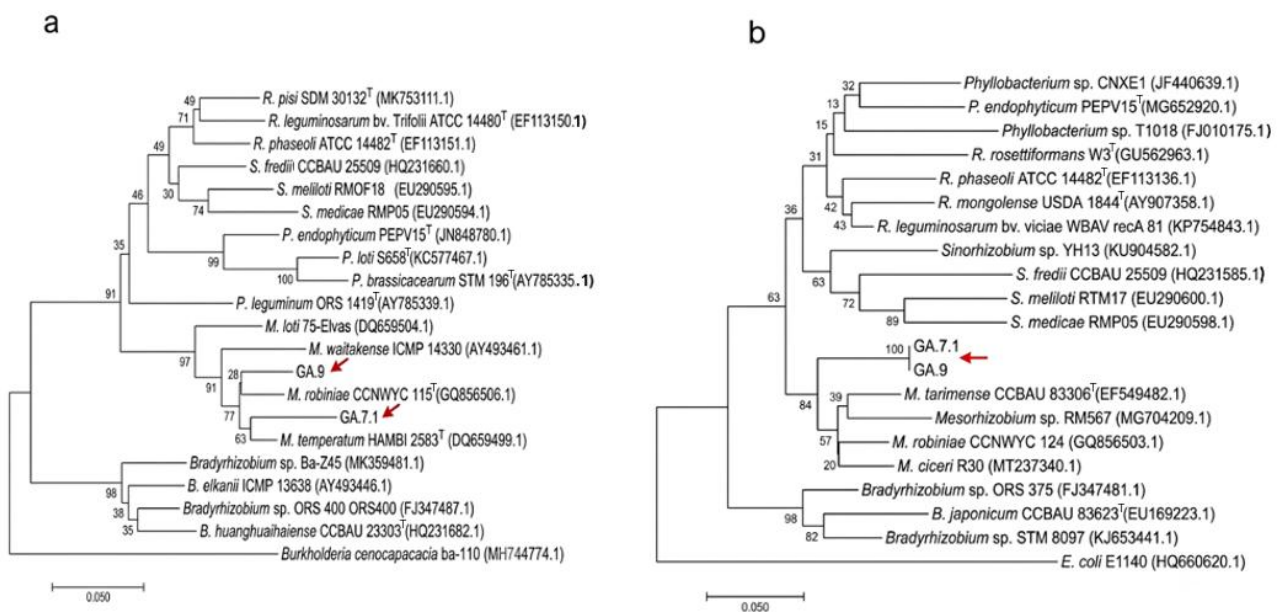 a
R. pisi SDM 30132T (MK753111.1)
49
R. leguminosarum bv. Trifolii ATCC 14480T (EF113150.1)
71
R. phaseoli ATCC 14482T (EF113151.1)
49
S. fredii CCBAU 25509 (HQ231660.1)
30
S. meliloti RMOF18 (EU290595.1)
46
74
S. medicae RMP05 (EU290594.1)
P. endophyticum PEPV15T (JN848780.1)
35
99
P. loti S658T(KC577467.1)
100
P. brassicacearum STM 196T(AY785335.1)
91
P. leguminum ORS 1419T(AY785339.1)
M. loti 75-Elvas (DQ659504.1)
97
M. waitakense ICMP 14330 (AY493461.1)
91
28
GA.9
M. robiniae CCNWYC 115T(GQ856506.1)
77
GA.7.1
63
M. temperatum HAMBI 2583T (DQ659499.1)
Bradyrhizobium sp. Ba-Z45 (MK359481.1)
98
B. elkanii ICMP 13638 (AY493446.1)
38
Bradyrhizobium sp. ORS 400 ORS400 (FJ347487.1)
35
B. huanghuaihaiense CCBAU 23303T(HQ231682.1)
Burkholderia cenocapacacia ba-110 (MH744774.1)
0.050
b
32
Phyllobacterium sp. CNXE1 (JF440639.1)
13
P. endophyticum PEPV15T(MG652920.1)
15
Phyllobacterium sp. T1018 (FJ010175.1)
31
R. rosettiformans W3T(GU562963.1)
R. phaseoli ATCC 14482T(EF113136.1)
42
R. mongolense USDA 1844T(AY907358.1)
36
43
R. leguminosarum bv. viciae WBAV recA 81 (KP754843.1)
Sinorhizobium sp. YH13 (KU904582.1)
63
S. fredii CCBAU 25509 (HQ231585.1)
72
S. meliloti RTM17 (EU290600.1)
63
89
S. medicae RMP05 (EU290598.1)
100
GA.7.1
GA.9
84
39
M. tarimense CCBAU 83306T(EF549482.1)
Mesorhizobium sp. RM567 (MG704209.1)
57
M. robiniae CCNWYC 124 (GQ856503.1)
20
M. ciceri R30 (MT237340.1)
Bradyrhizobium sp. ORS 375 (FJ347481.1)
98
B. japonicum CCBAU 83623T(EU169223.1)
82
Bradyrhizobium sp. STM 8097 (KJ653441.1)
E. coli E1140 (HQ660620.1)
0.050